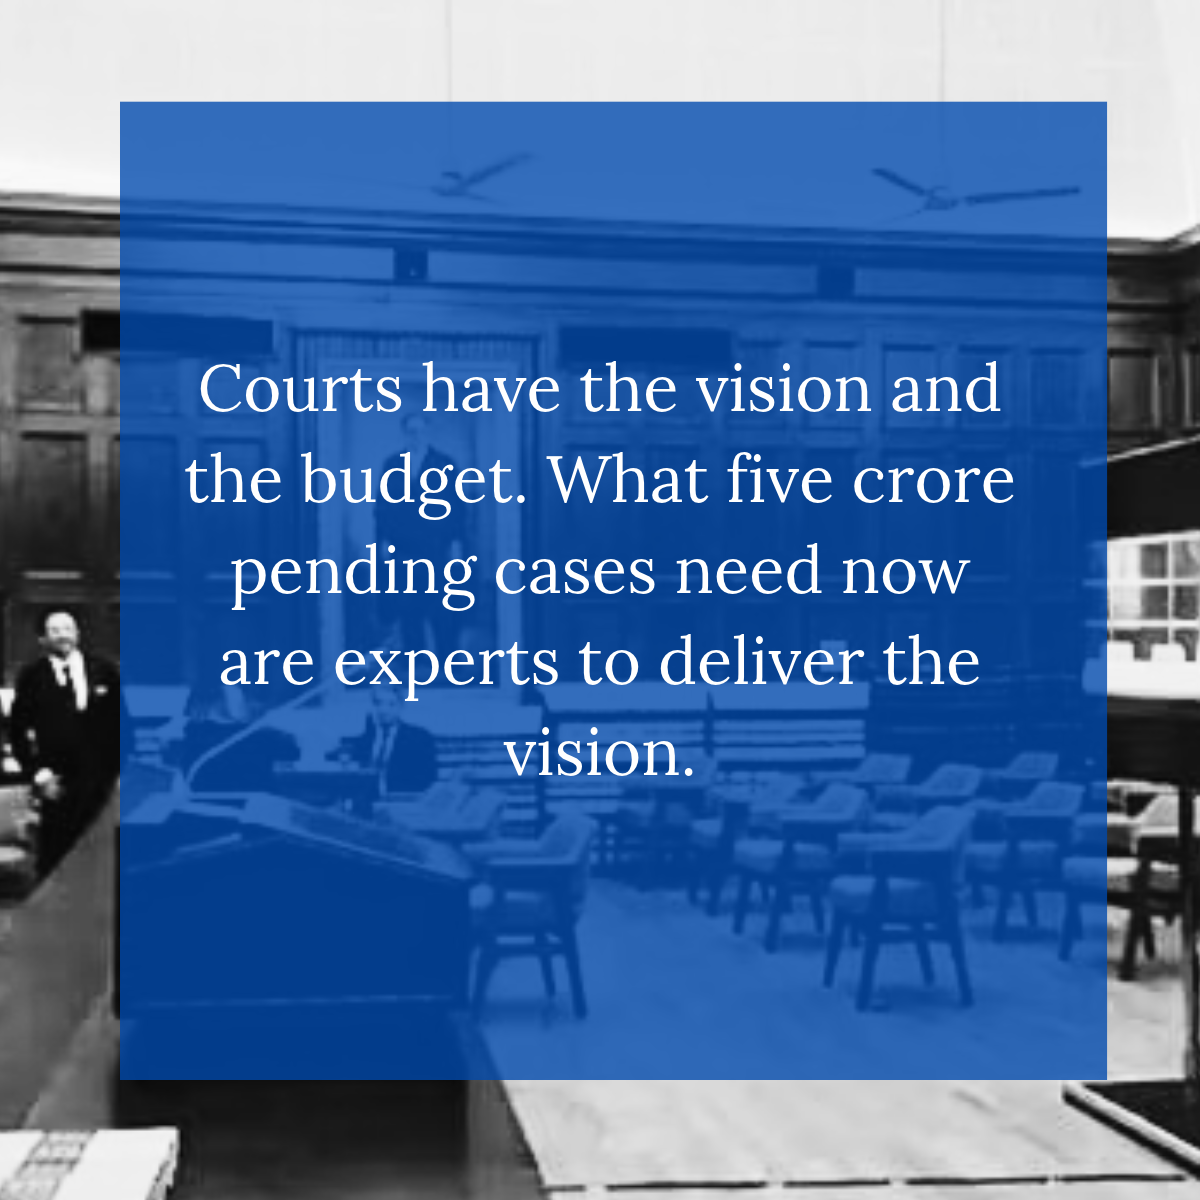 Courts have the vision and
the budget. What five crore
pending cases need now
are experts to deliver the
vision.